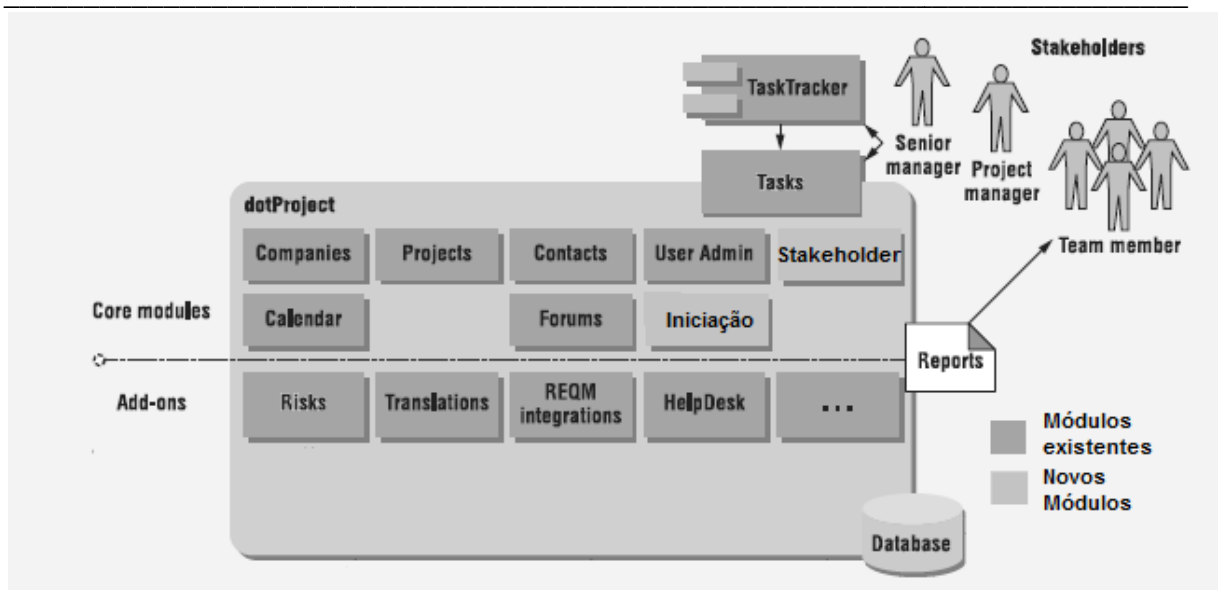 TaskTracker
Stakeholders
Senior
manager
Project
manager
Tasks
Team member
dotProject
Companies
Projects
Contacts
User Admin
Stakeholder
Core modules
Calendar
Forums
Iniciação
Reports
Add-ons
Risks
Translations
REQM
integrations
HelpDesk
...
Módulos
existentes
Novos
Módulos
Database